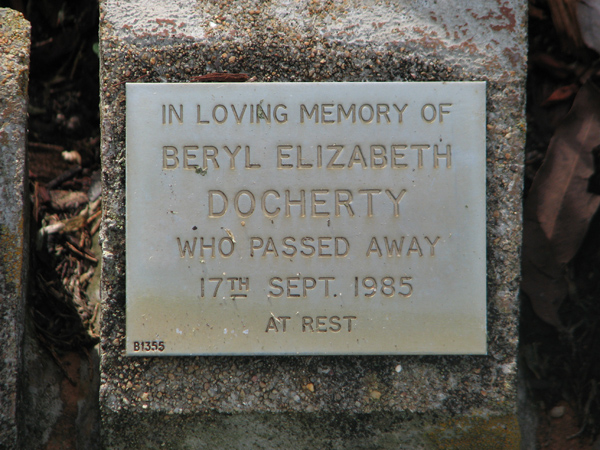 IN LOVING MEMORY OF
BERYL ELIZABETH
DOCHERTY
WHO PASSED AWAY
17TH SEPT. 1985
AT REST
B1355